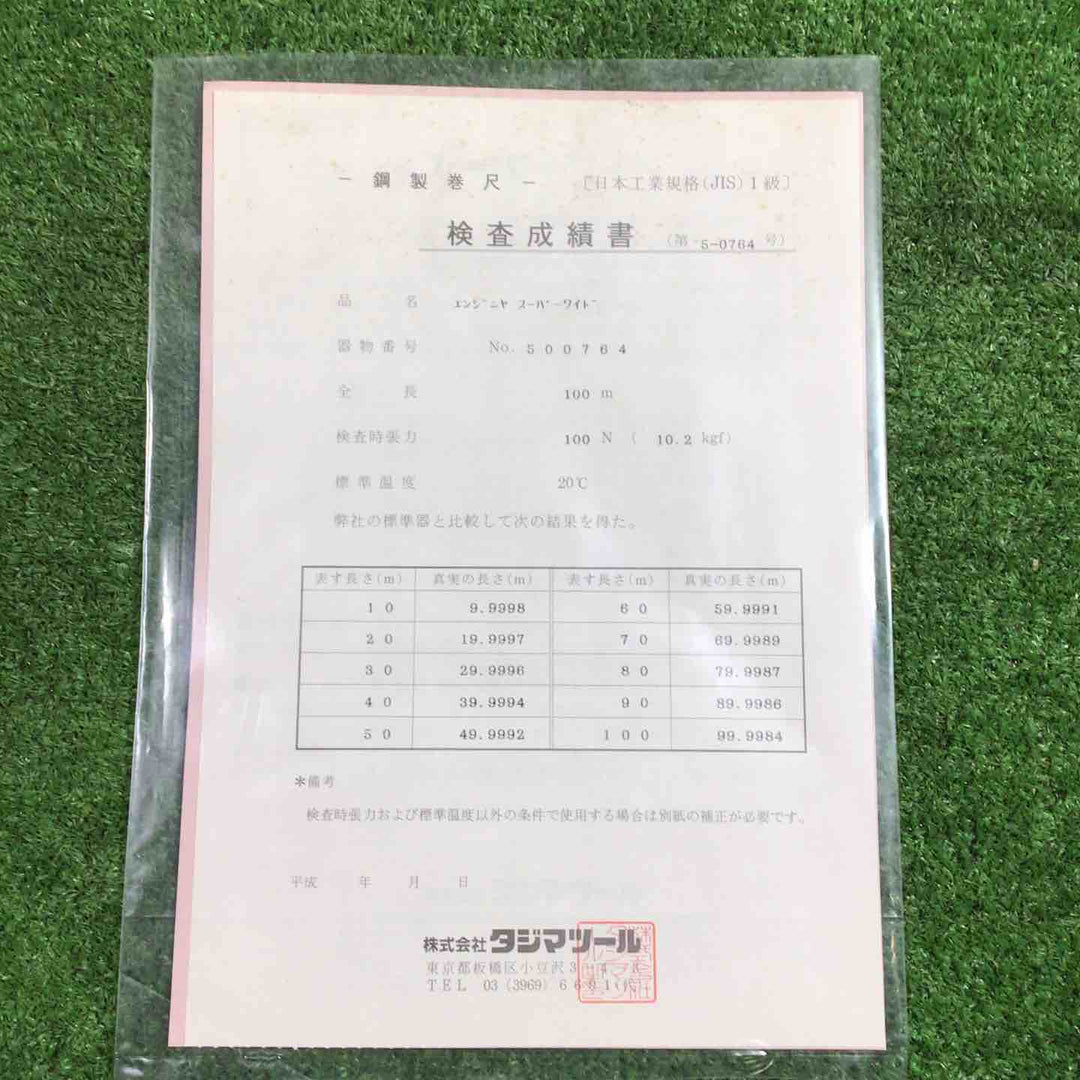 － 鋼製巻尺 － 〔日本工業規格(JIS)1級〕
検査成績書 (第 5-0764 号)
品名 エンジニヤ スーパーワイド
器物番号 No. 500764
全長 100 m
検査時張力 100 N ( 10.2 kgf)
標準温度 20℃
弊社の標準器と比較して次の結果を得た。
表す長さ(m) 真実の長さ(m) 表す長さ(m) 真実の長さ(m)
10 9.9998 60 59.9991
20 19.9997 70 69.9989
30 29.9996 80 79.9987
40 39.9994 90 89.9986
50 49.9992 100 99.9984
*備考
検査時張力および標準温度以外の条件で使用する場合は別紙の補正が必要です。
平成 年 月 日
株式会社 タジマツール
東京都板橋区小豆沢3-4-
TEL 03 (3969) 6601